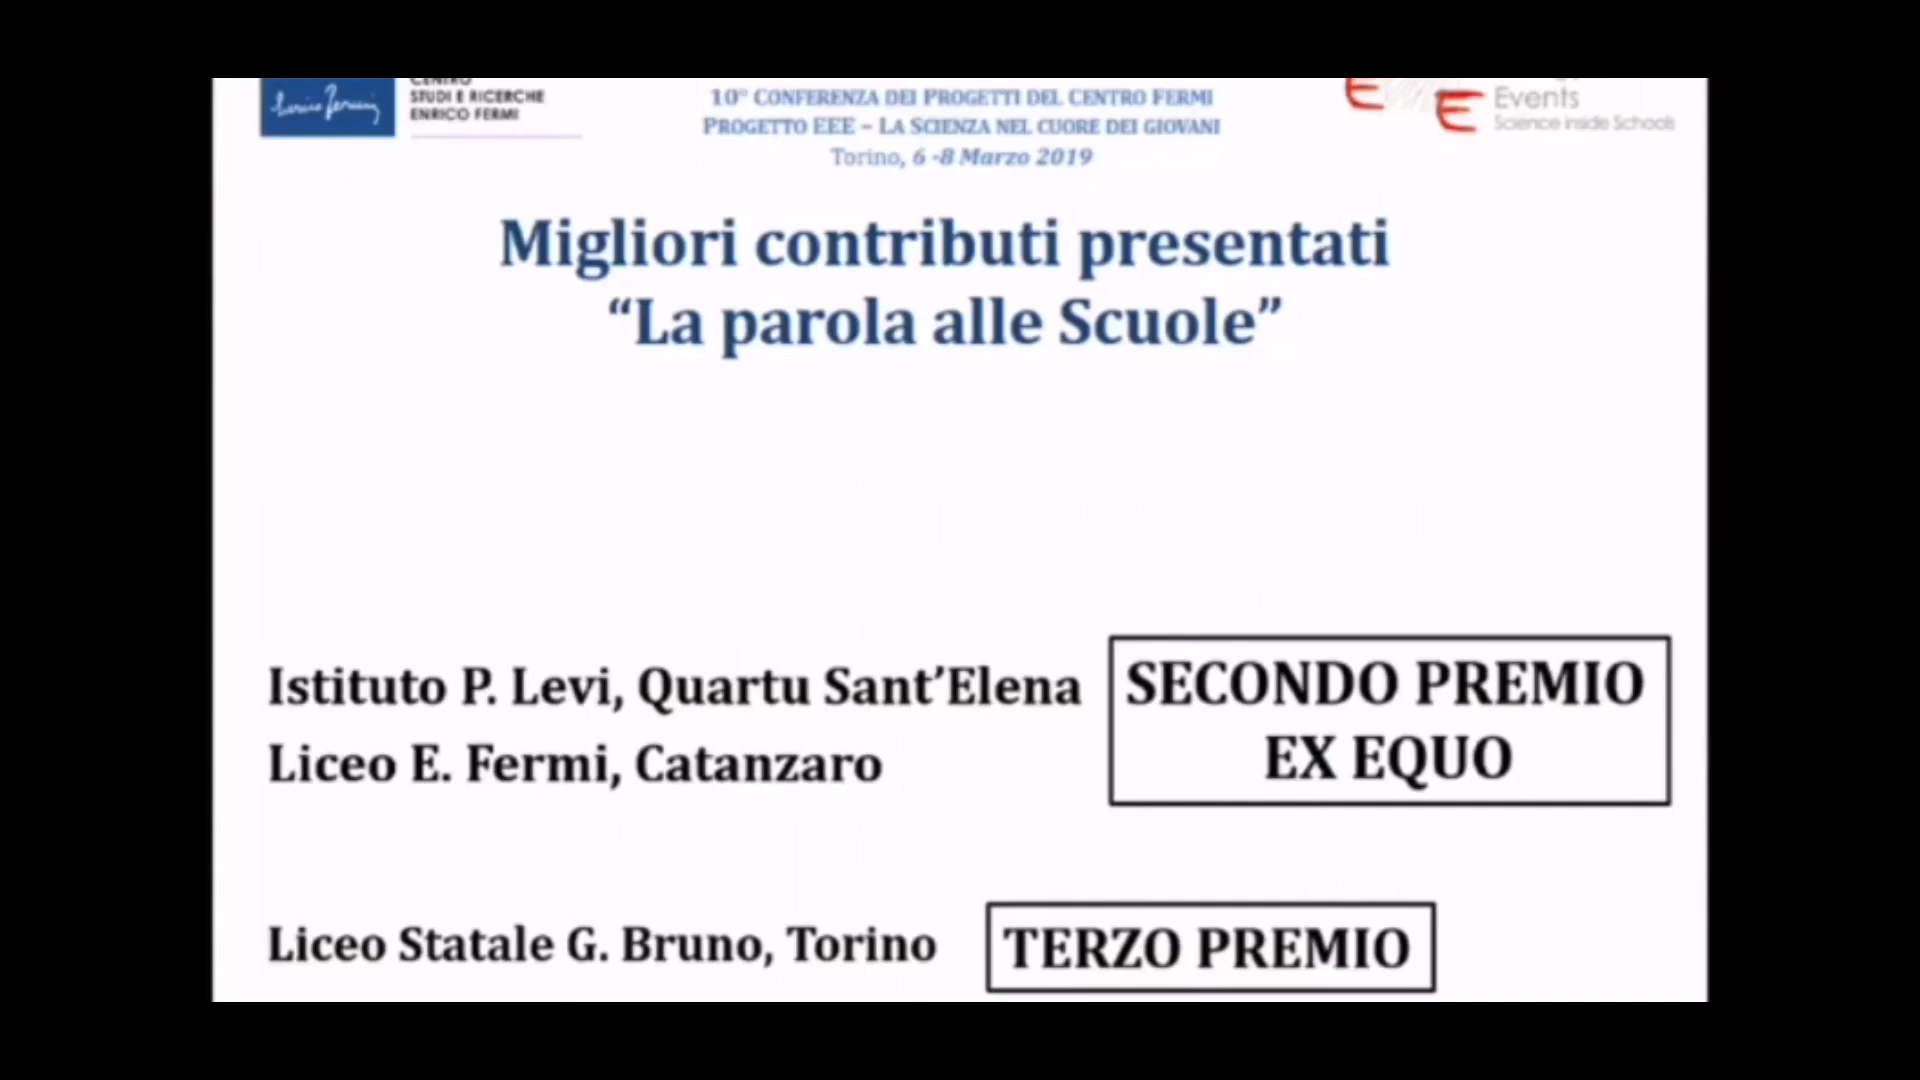 CENTRO
STUDI E RICERCHE
ENRICO FERMI
10° CONFERENZA DEI PROGETTI DEL CENTRO FERMI
PROGETTO EEE – LA SCIENZA NEL CUORE DEI GIOVANI
Torino, 6 -8 Marzo 2019
Events
Science inside Schools
Migliori contributi presentati
“La parola alle Scuole”
Istituto P. Levi, Quartu Sant’Elena
Liceo E. Fermi, Catanzaro
SECONDO PREMIO
EX EQUO
Liceo Statale G. Bruno, Torino
TERZO PREMIO